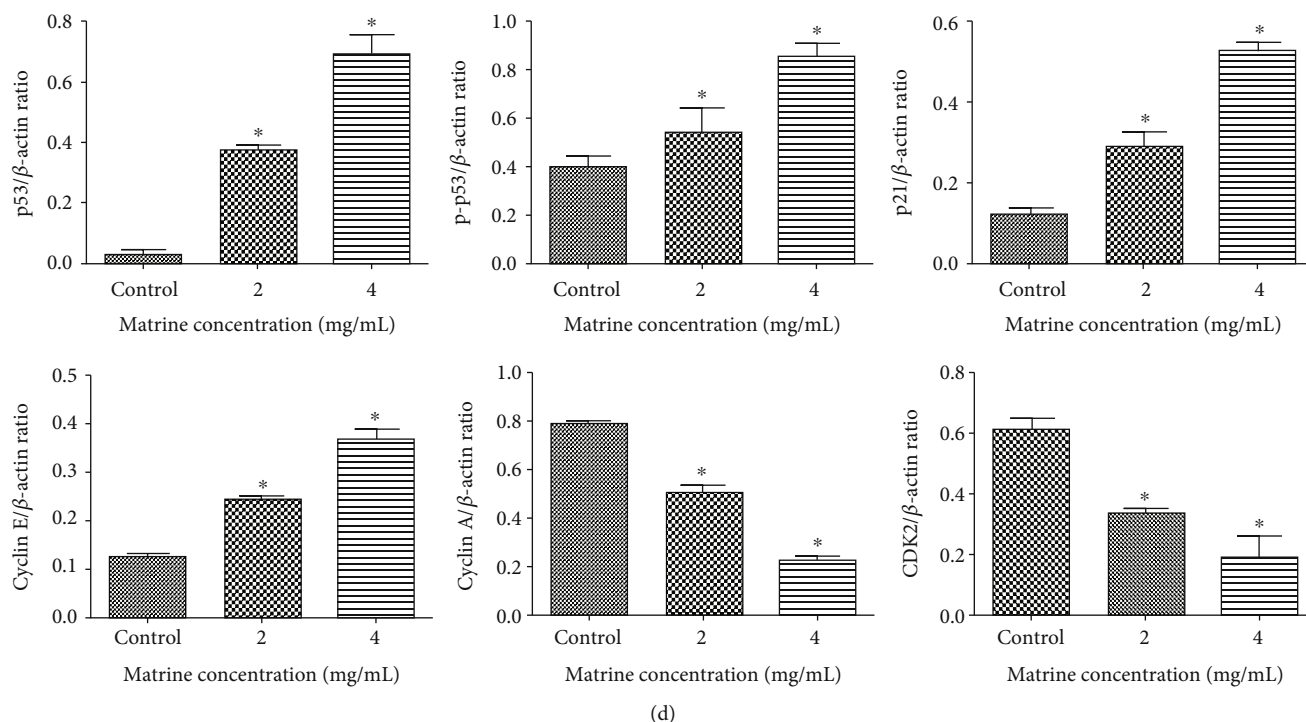 p53/β-actin ratio
0.8
0.6
0.4
0.2
0.0
*
*
Control 2 4
Matrine concentration (mg/mL)
p-p53/β-actin ratio
1.0
0.8
0.6
0.4
0.2
0.0
*
*
Control 2 4
Matrine concentration (mg/mL)
p21/β-actin ratio
0.6
0.4
0.2
0.0
*
*
Control 2 4
Matrine concentration (mg/mL)
Cyclin E/β-actin ratio
0.5
0.4
0.3
0.2
0.1
0.0
*
*
Control 2 4
Matrine concentration (mg/mL)
Cyclin A/β-actin ratio
1.0
0.8
0.6
0.4
0.2
0.0
*
*
Control 2 4
Matrine concentration (mg/mL)
CDK2/β-actin ratio
0.8
0.6
0.4
0.2
0.0
*
*
Control 2 4
Matrine concentration (mg/mL)
(d)